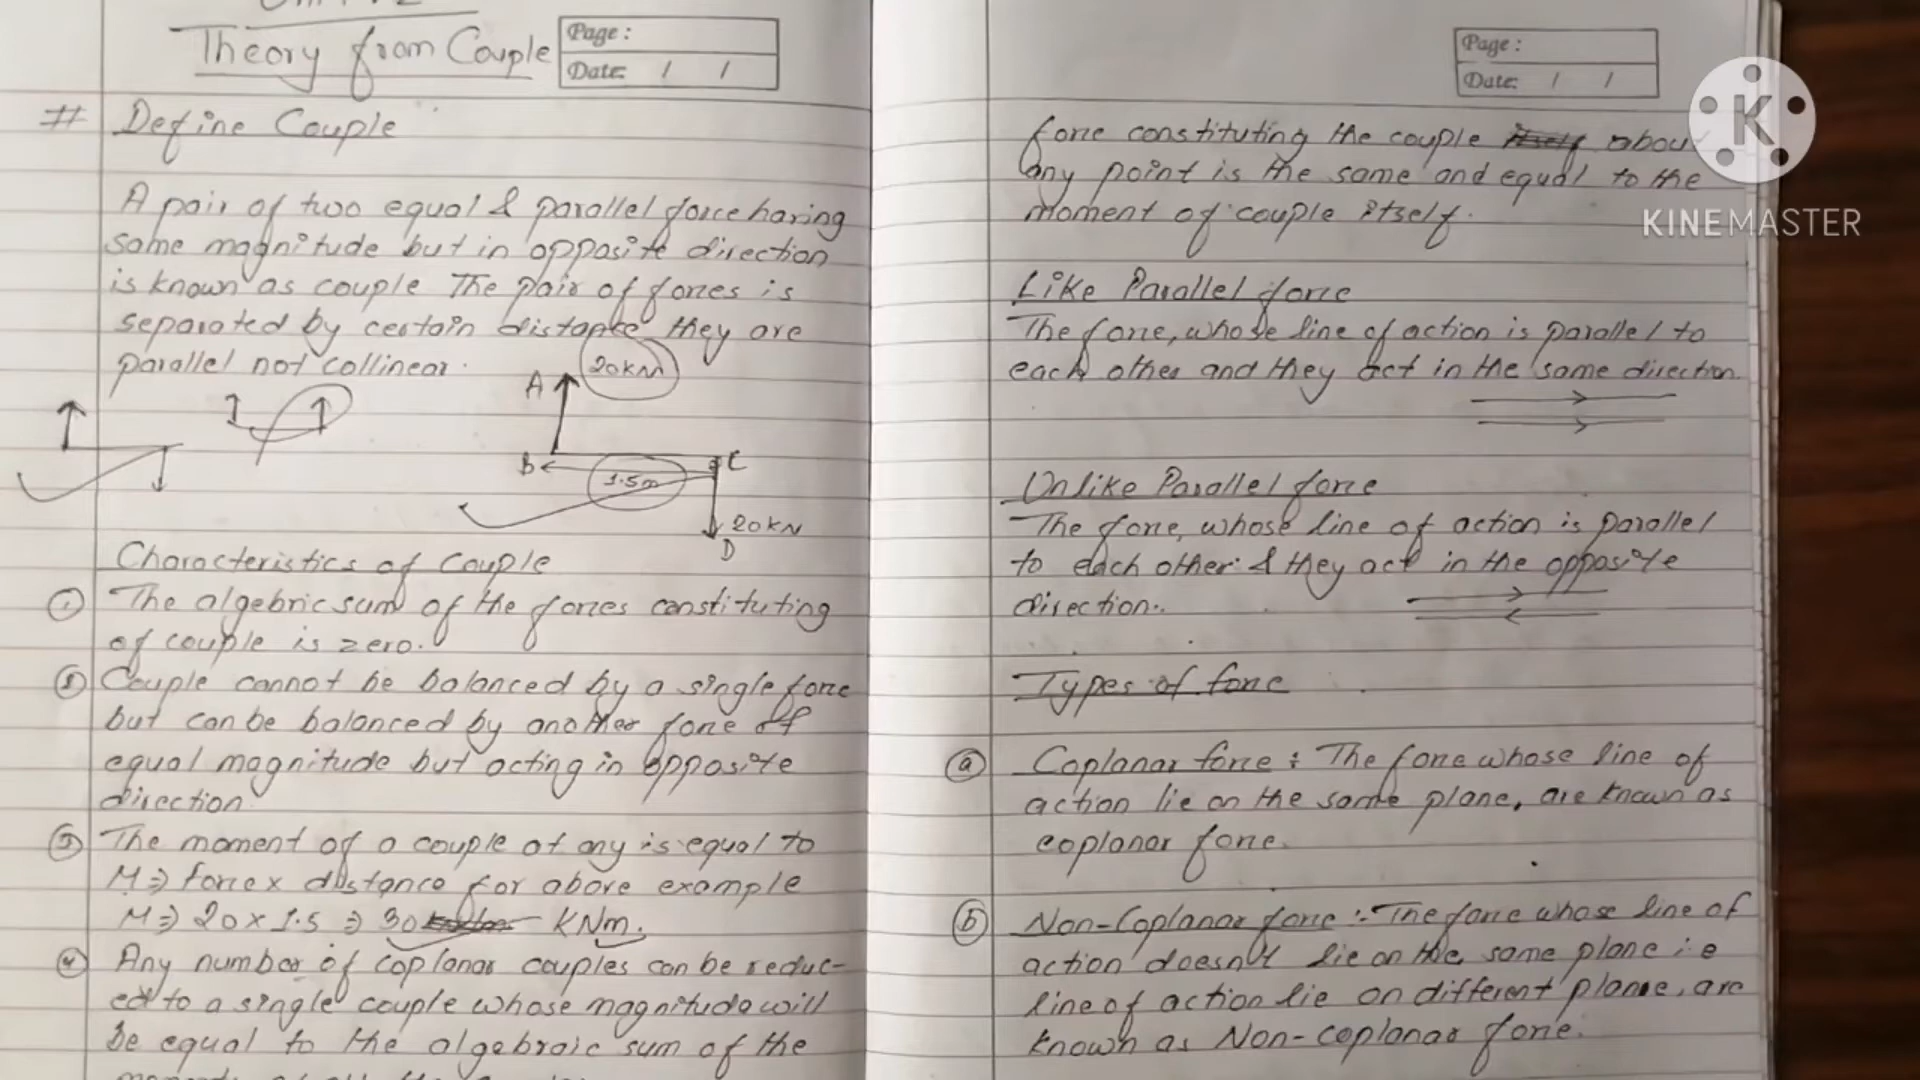 Theory from Couple
Page:
Date: / /
# Define Couple
A pair of two equal & parallel force having
same magnitude but in opposite direction
is known as couple The pair of forces is
separated by certain distance they are
parallel not collinear.
A 20KN
B C
1.5m
20KN
D
Characteristics of Couple
1 The algebric sum of the forces constituting
of couple is zero.
Couple cannot be balanced by a single force
but can be balanced by another force of
equal magnitude but acting in opposite
direction
3 The moment of a couple at any is equal to
M => Force x distance for above example
M => 20 x 1.5 => 30 KNm.
4 Any number of coplanar couples can be reduc-
ed to a single couple whose magnitude will
be equal to the algebraic sum of the
Page:
Date: / /
force constituting the couple about
any point is the same and equal to the
moment of couple itself.
Like Parallel force
The force, whose line of action is parallel to
each other and they act in the same direction.
Unlike Parallel force
The force, whose line of action is parallel
to each other & they act in the opposite
direction.
Types of force
a Coplanar force : The force whose line of
action lie on the same plane, are known as
coplanar force.
b Non-Coplanar force :- The force whose line of
action doesn't lie on the same plane i.e
line of action lie on different plane, are
known as Non-coplanar force.
K
KINEMASTER